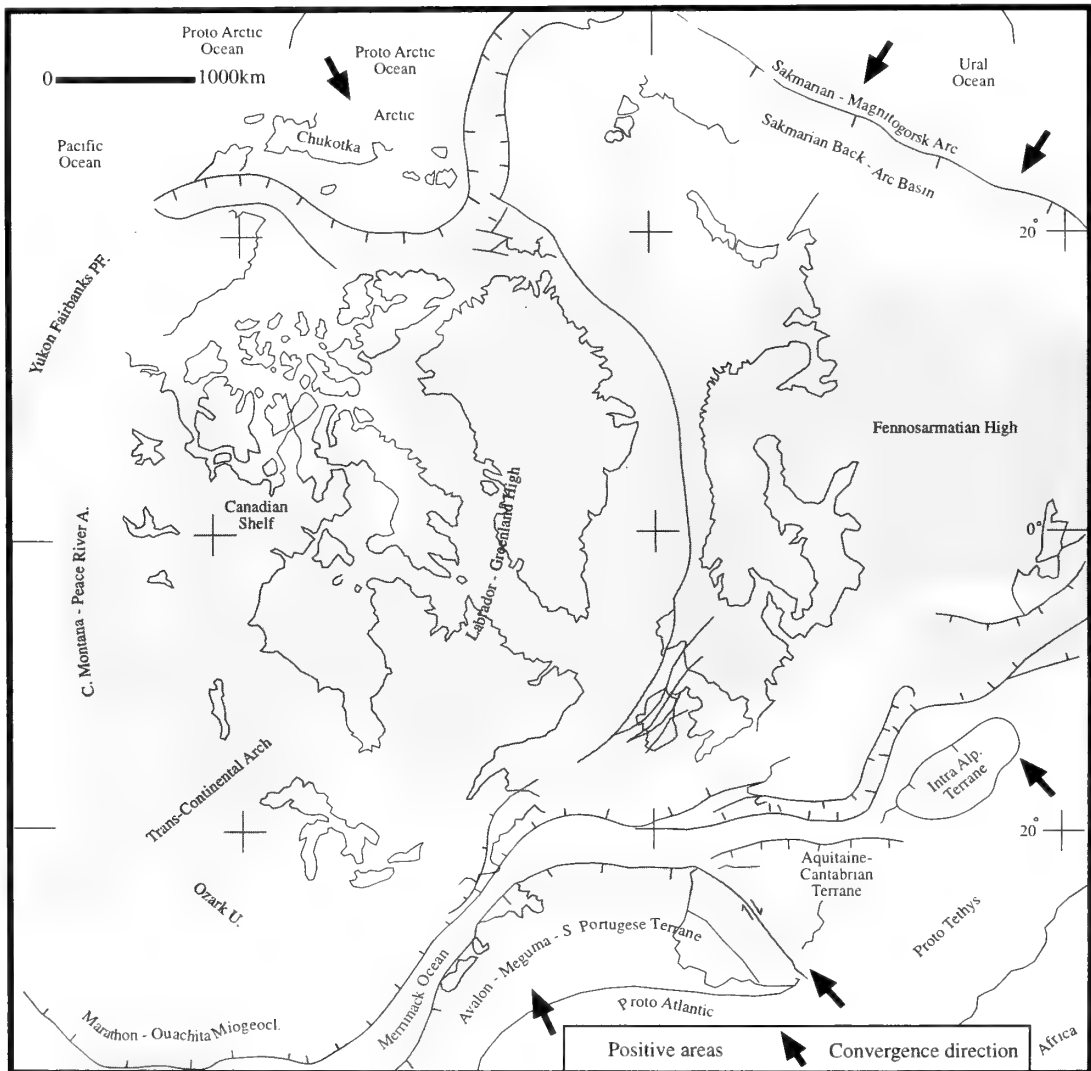 Proto Arctic
Ocean
Proto Arctic
Ocean
Ural
Ocean
0
1000km
Sakmarian - Magnitogorsk Arc
Arctic
Chukotka
Sakmarian Back - Arc Basin
Pacific
Ocean
20°
Yukon Fairbanks PF.
Fennosarmatian High
Canadian
Shelf
Labrador - Greenland High
0°
C. Montana - Peace River A.
Trans-Continental Arch
Intra Alp.
Terrane
20°
Ozark U.
Aquitaine-
Cantabrian
Terrane
Avalon - Meguma - S Portugese Terrane
Proto Tethys
Merrimack Ocean
Marathon - Ouachita Miogeocl.
Proto Atlantic
Africa
Positive areas
Convergence direction